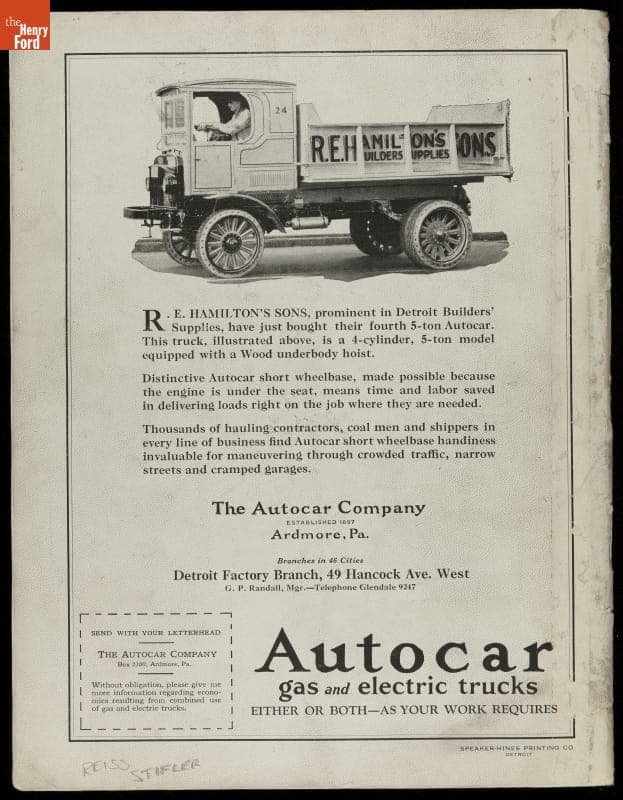 the
Henry
Ford
24
R.E.HAMILTON'S SONS
BUILDERS SUPPLIES
R. E. HAMILTON'S SONS, prominent in Detroit Builders'
Supplies, have just bought their fourth 5-ton Autocar.
This truck, illustrated above, is a 4-cylinder, 5-ton model
equipped with a Wood underbody hoist.
Distinctive Autocar short wheelbase, made possible because
the engine is under the seat, means time and labor saved
in delivering loads right on the job where they are needed.
Thousands of hauling contractors, coal men and shippers in
every line of business find Autocar short wheelbase handiness
invaluable for maneuvering through crowded traffic, narrow
streets and cramped garages.
The Autocar Company
ESTABLISHED 1897
Ardmore, Pa.
Branches in 46 Cities
Detroit Factory Branch, 49 Hancock Ave. West
G. P. Randall, Mgr.—Telephone Glendale 9247
SEND WITH YOUR LETTERHEAD
THE AUTOCAR COMPANY
Box 2300, Ardmore, Pa.
Without obligation, please give me
more information regarding econo-
mies resulting from combined use
of gas and electric trucks.
Autocar
gas and electric trucks
EITHER OR BOTH—AS YOUR WORK REQUIRES
SPEAKER-HINES PRINTING CO
DETROIT
REISS